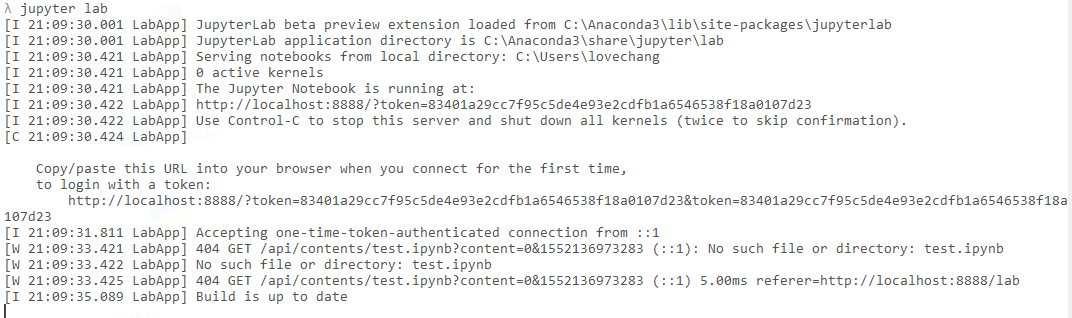 λ jupyter lab
[I 21:09:30.001 LabApp] JupyterLab beta preview extension loaded from C:\Anaconda3\lib\site-packages\jupyterlab
[I 21:09:30.001 LabApp] JupyterLab application directory is C:\Anaconda3\share\jupyter\lab
[I 21:09:30.421 LabApp] Serving notebooks from local directory: C:\Users\lovechang
[I 21:09:30.421 LabApp] 0 active kernels
[I 21:09:30.421 LabApp] The Jupyter Notebook is running at:
[I 21:09:30.422 LabApp] http://localhost:8888/?token=83401a29cc7f95c5de4e93e2cdfb1a6546538f18a0107d23
[I 21:09:30.422 LabApp] Use Control-C to stop this server and shut down all kernels (twice to skip confirmation).
[C 21:09:30.424 LabApp]

    Copy/paste this URL into your browser when you connect for the first time,
    to login with a token:
        http://localhost:8888/?token=83401a29cc7f95c5de4e93e2cdfb1a6546538f18a0107d23&token=83401a29cc7f95c5de4e93e2cdfb1a6546538f18a0
107d23
[I 21:09:31.811 LabApp] Accepting one-time-token-authenticated connection from ::1
[W 21:09:33.421 LabApp] 404 GET /api/contents/test.ipynb?content=0&1552136973283 (::1): No such file or directory: test.ipynb
[W 21:09:33.422 LabApp] No such file or directory: test.ipynb
[W 21:09:33.425 LabApp] 404 GET /api/contents/test.ipynb?content=0&1552136973283 (::1) 5.00ms referer=http://localhost:8888/lab
[I 21:09:35.089 LabApp] Build is up to date